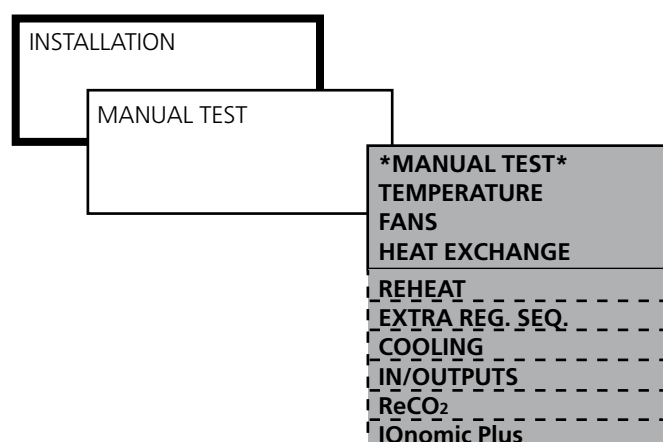 INSTALLATION
MANUAL TEST
*MANUAL TEST*
TEMPERATURE
FANS
HEAT EXCHANGE
REHEAT
EXTRA REG. SEQ.
COOLING
IN/OUTPUTS
ReCO₂
IQnomic Plus